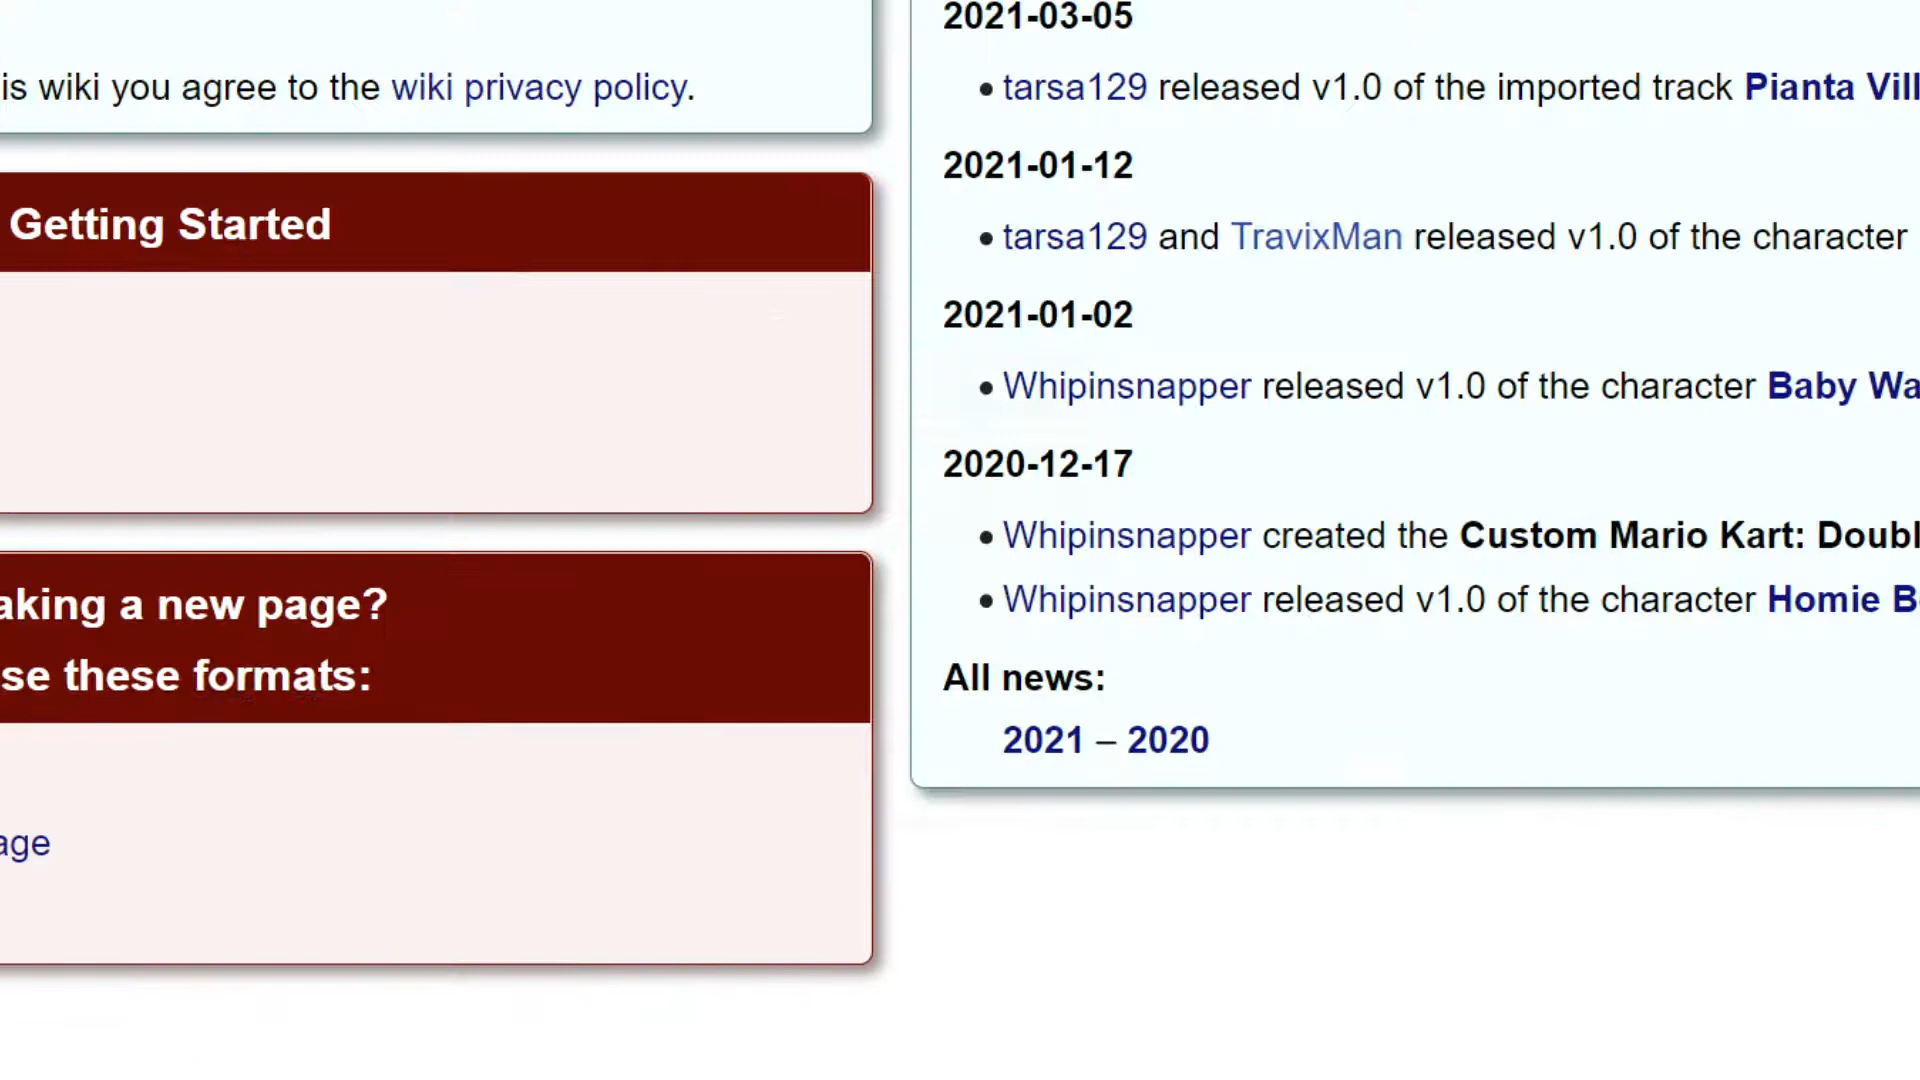 is wiki you agree to the wiki privacy policy.
Getting Started
aking a new page?
se these formats:
age
2021-03-05
• tarsa129 released v1.0 of the imported track Pianta Vill
2021-01-12
• tarsa129 and TravixMan released v1.0 of the character
2021-01-02
• Whipinsnapper released v1.0 of the character Baby Wa
2020-12-17
• Whipinsnapper created the Custom Mario Kart: Doubl
• Whipinsnapper released v1.0 of the character Homie B
All news:
2021 – 2020